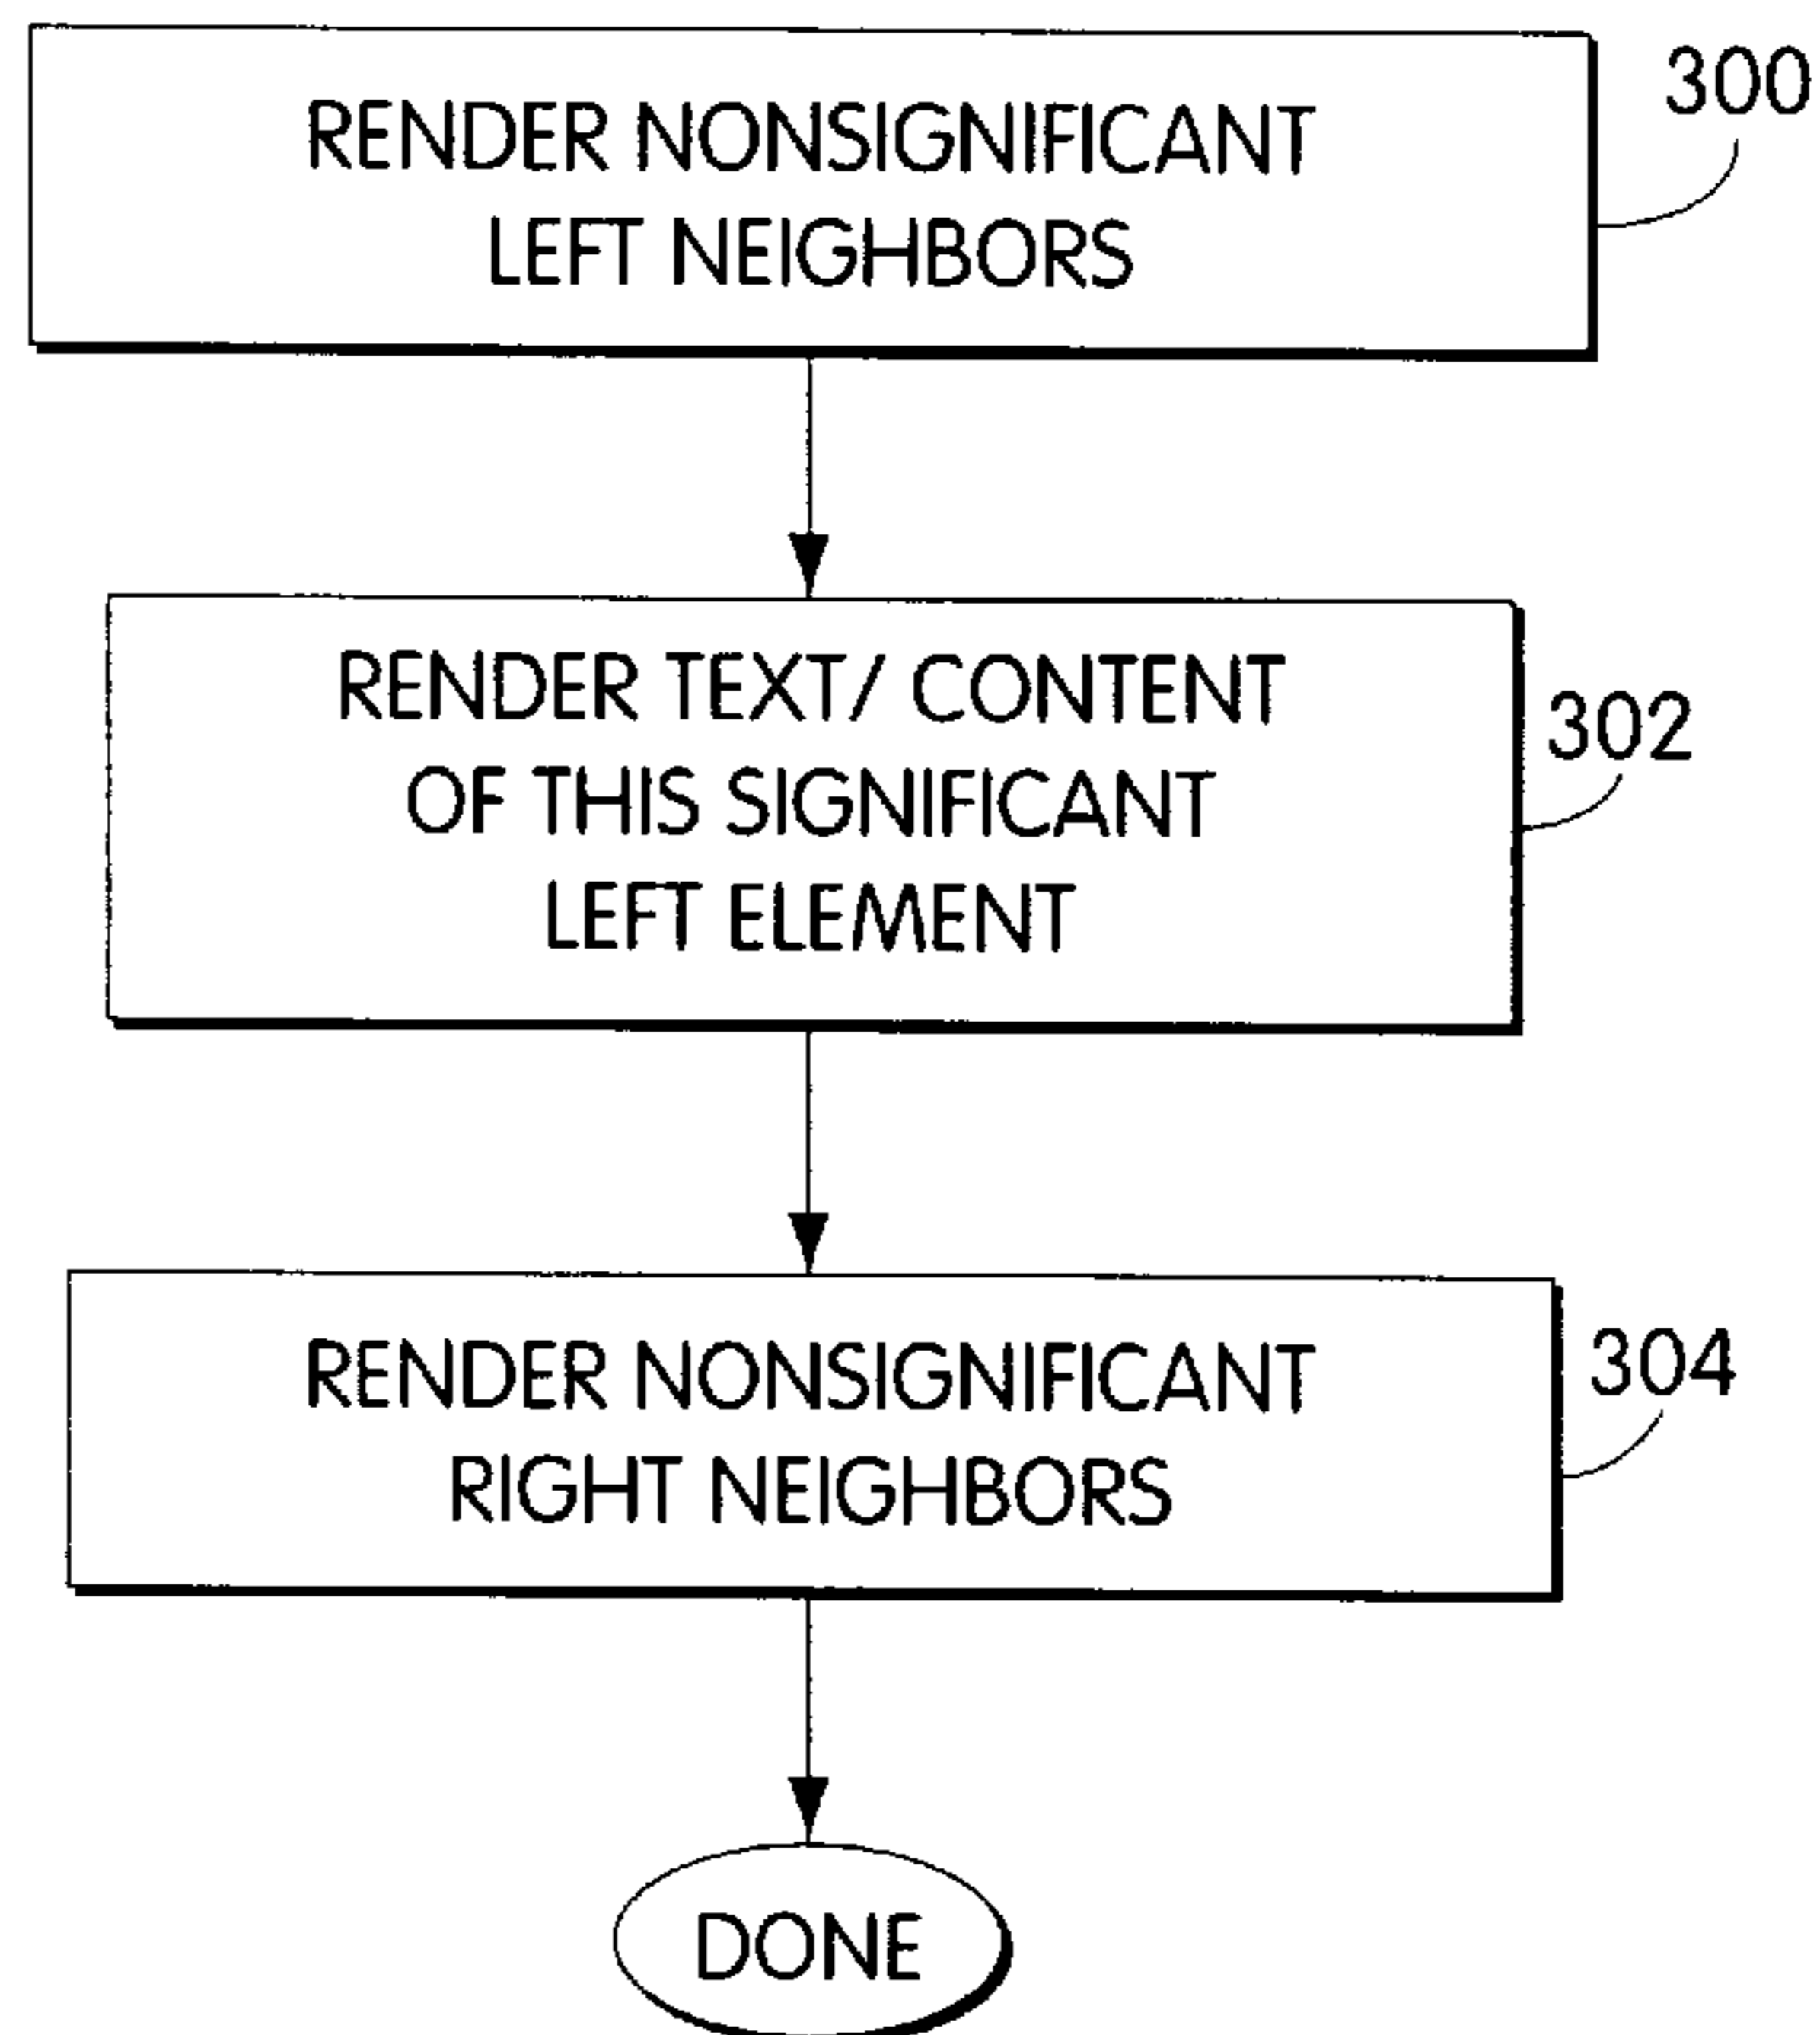 RENDER NONSIGNIFICANT
LEFT NEIGHBORS
300
RENDER TEXT/ CONTENT
OF THIS SIGNIFICANT
LEFT ELEMENT
302
RENDER NONSIGNIFICANT
RIGHT NEIGHBORS
304
DONE